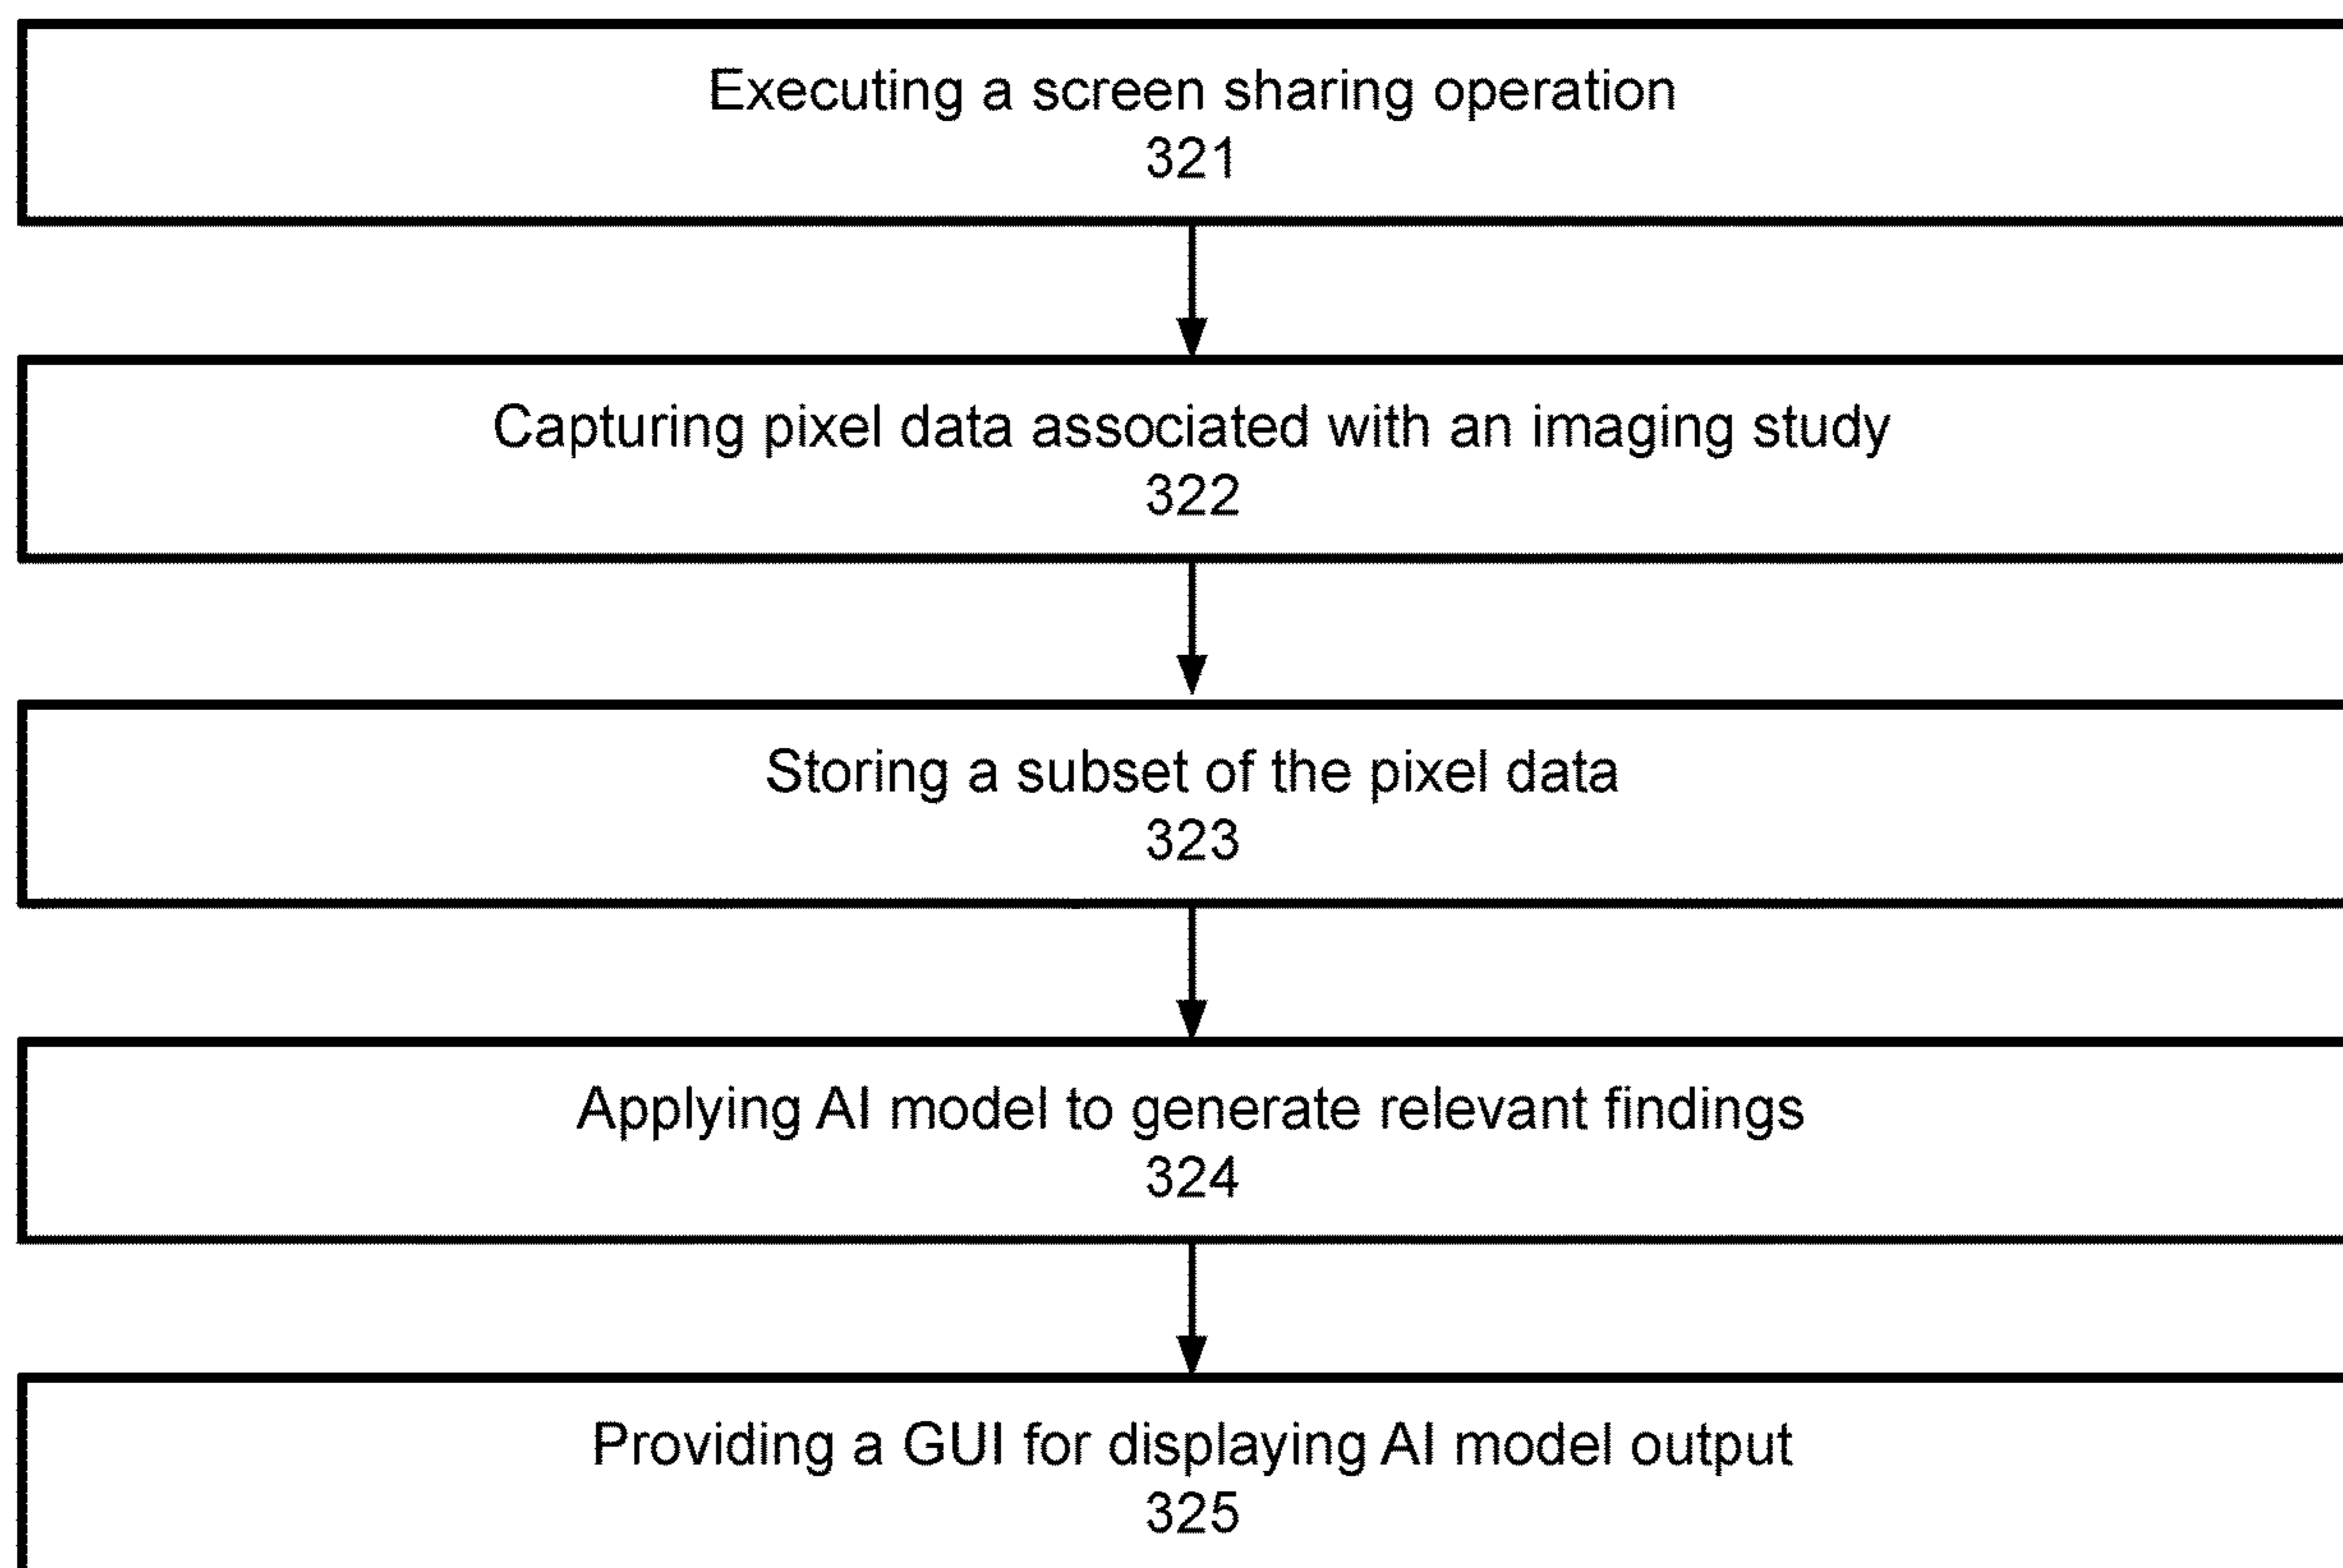 Executing a screen sharing operation
321
Capturing pixel data associated with an imaging study
322
Storing a subset of the pixel data
323
Applying AI model to generate relevant findings
324
Providing a GUI for displaying AI model output
325